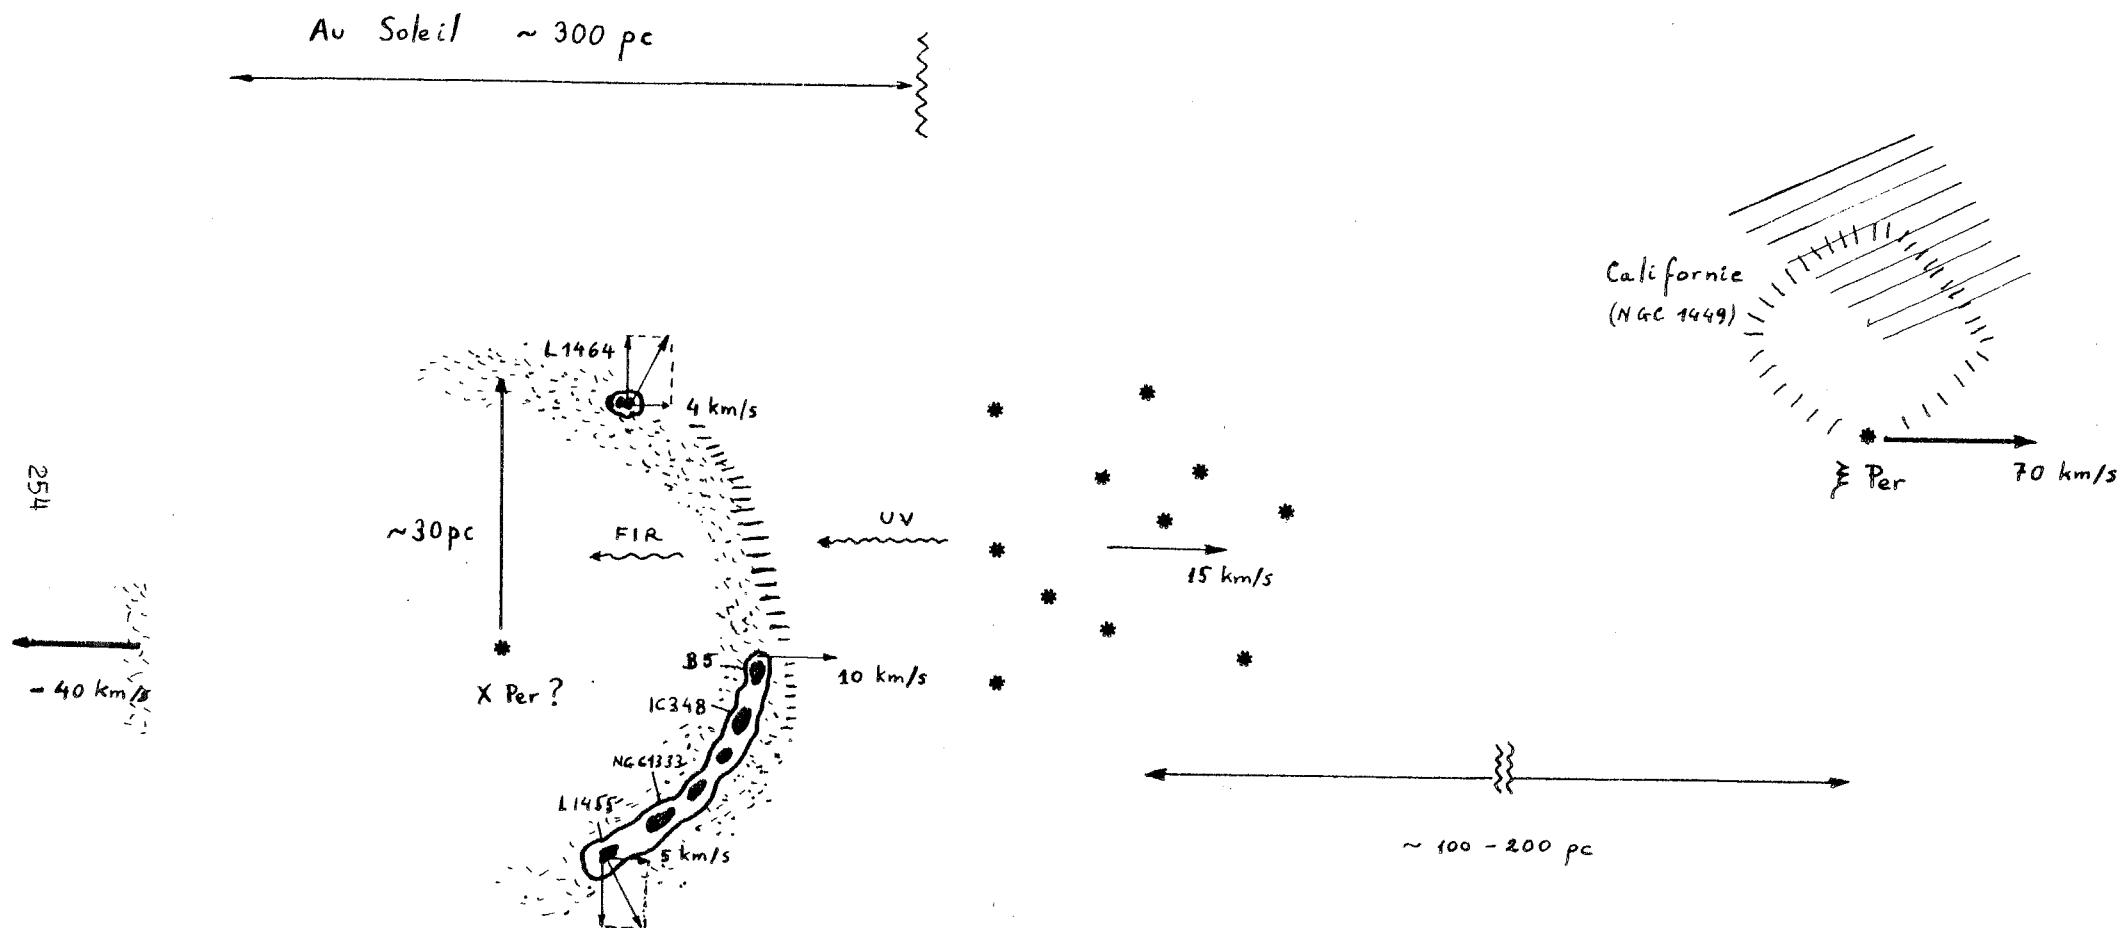 Au Soleil ~ 300 pc
Californie
(NGC 1449)
L1464
4 km/s
ξ Per
70 km/s
254
~30pc
FIR
UV
15 km/s
B5
10 km/s
- 40 km/s
X Per ?
IC348
NGC1333
L1455
5 km/s
~ 100 - 200 pc